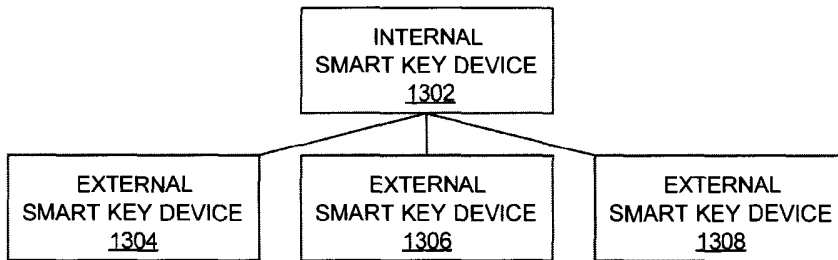 INTERNAL
SMART KEY DEVICE
1302
EXTERNAL
SMART KEY DEVICE
1304
EXTERNAL
SMART KEY DEVICE
1306
EXTERNAL
SMART KEY DEVICE
1308